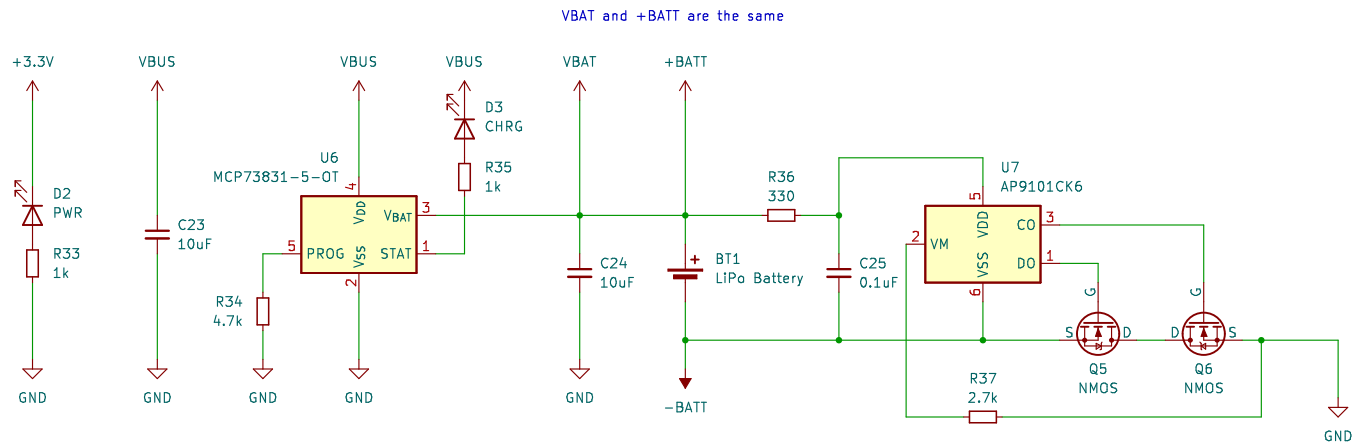 VBAT and +BATT are the same
+3.3V
VBUS
VBUS
VBUS
VBAT
+BATT
D3
CHRG
U6
MCP73831-5-OT
R35
1k
U7
AP9101CK6
R36
330
D2
PWR
4
VDD
VBAT
3
5
VDD
CO
3
C23
10uF
5
PROG
VSS
STAT
1
2
VM
VSS
DO
1
R33
1k
2
BT1
LiPo Battery
+
C24
10uF
C25
0.1uF
6
G
G
R34
4.7k
S
D
D
S
Q5
NMOS
Q6
NMOS
R37
2.7k
GND
GND
GND
GND
GND
-BATT
GND